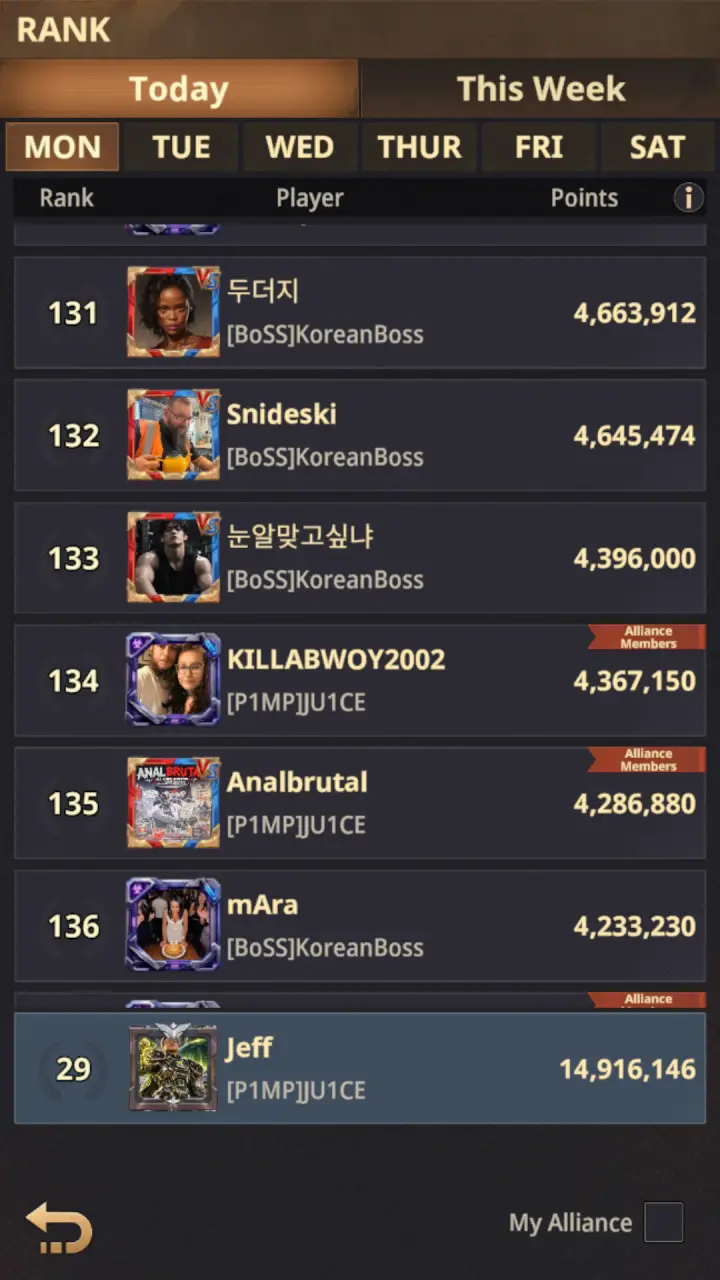 RANK
Today
This Week
MON
TUE
WED
THUR
FRI
SAT
Rank
Player
Points
i
131
두더지
[BoSS]KoreanBoss
4,663,912
132
Snideski
[BoSS]KoreanBoss
4,645,474
133
눈알맞고싶냐
[BoSS]KoreanBoss
4,396,000
134
KILLABWOY2002
[P1MP]JU1CE
Alliance
Members
4,367,150
135
ANALBRUTA
Analbrutal
[P1MP]JU1CE
Alliance
Members
4,286,880
136
mAra
[BoSS]KoreanBoss
4,233,230
Alliance
29
Jeff
[P1MP]JU1CE
14,916,146
My Alliance